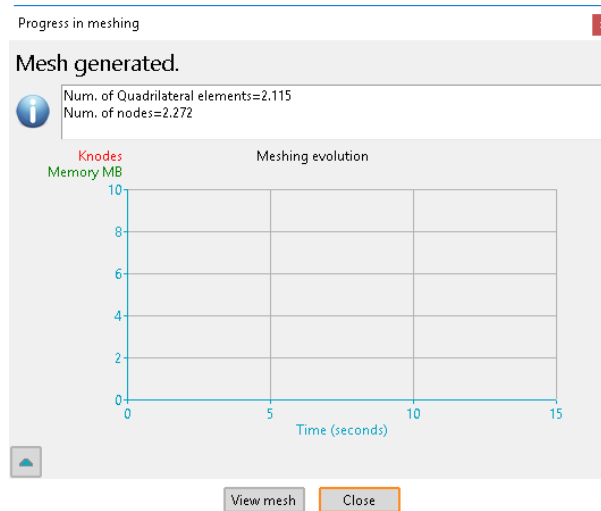 Progress in meshing
Mesh generated.
Num. of Quadrilateral elements=2.115
Num. of nodes=2.272
Knodes
Meshing evolution
Memory MB
10
8
6
4
2
0
0 5 10 15
Time (seconds)
View mesh Close